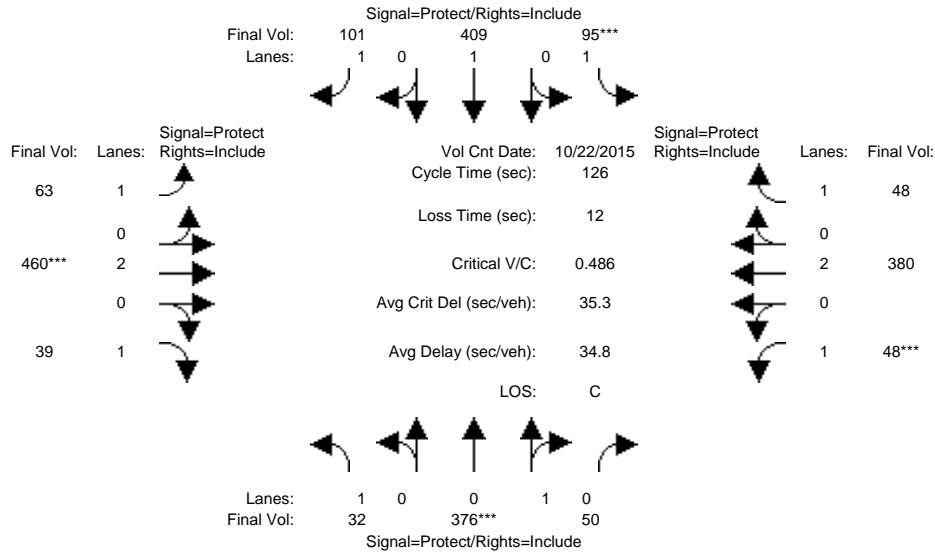 Signal=Protect/Rights=Include
Final Vol: 101 409 95***
Lanes: 1 0 1 0 1
Signal=Protect
Final Vol: Lanes: Rights=Include
Vol Cnt Date: 10/22/2015
Signal=Protect
Rights=Include Lanes: Final Vol:
Cycle Time (sec): 126
63 1
1 48
Loss Time (sec): 12
0
0
460*** 2
Critical V/C: 0.486
2 380
0
Avg Crit Del (sec/veh): 35.3
0
39 1
Avg Delay (sec/veh): 34.8
1 48***
LOS: C
Lanes: 1 0 0 1 0
Final Vol: 32 376*** 50
Signal=Protect/Rights=Include